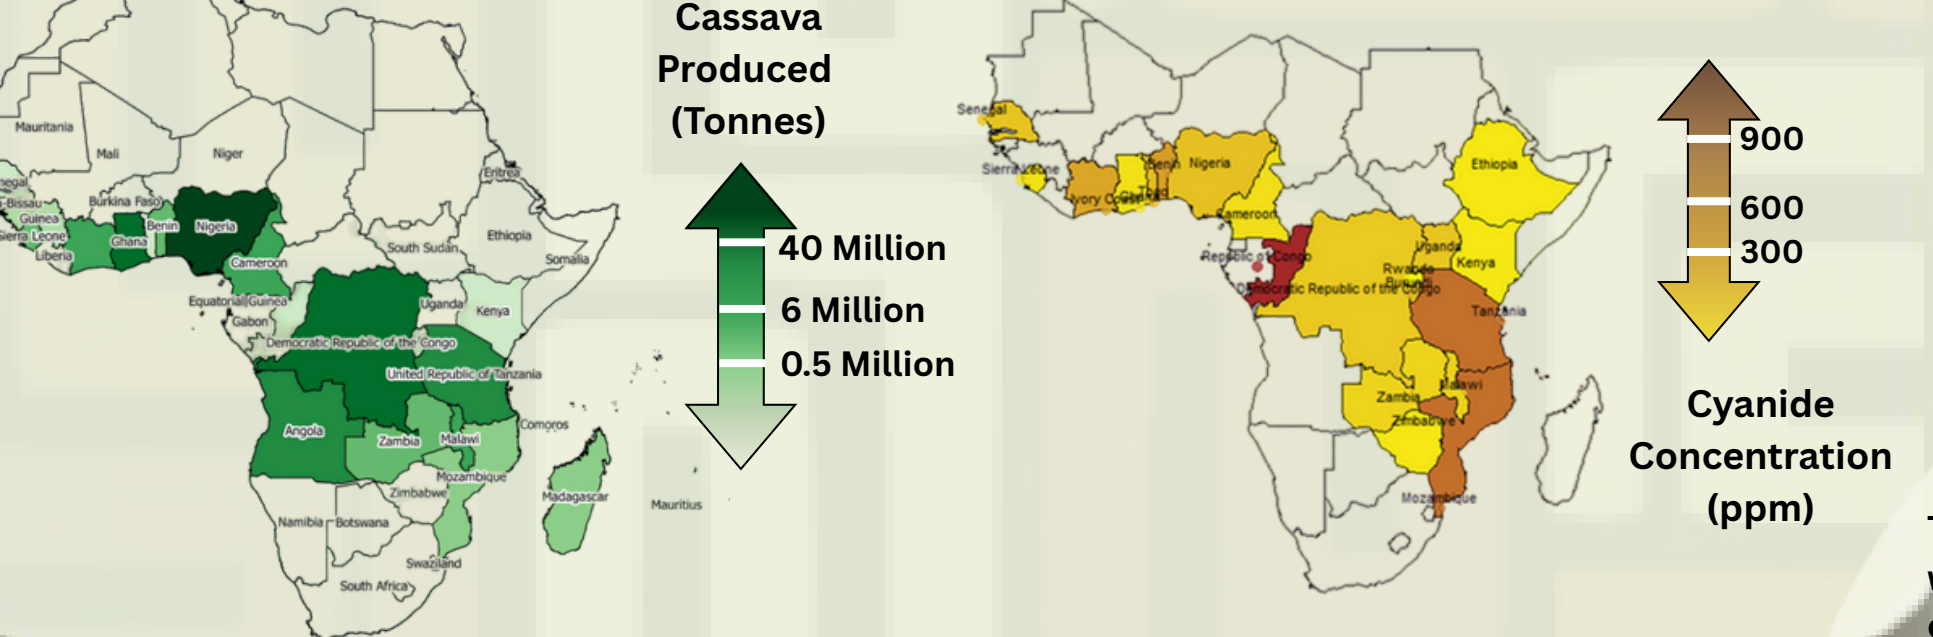 Mauritania
Mali
Niger
negal
-Bissau
Guinea
Sierra Leone
Liberia
Burkina Faso
Ghana
Benin
Nigeria
Cameroon
Equatorial Guinea
Gabon
Eritrea
South Sudan
Ethiopia
Somalia
Uganda
Kenya
Democratic Republic of the Congo
United Republic of Tanzania
Angola
Zambia
Malawi
Comoros
Mozambique
Zimbabwe
Madagascar
Mauritius
Namibia
Botswana
Swaziland
South Africa
Cassava
Produced
(Tonnes)
40 Million
6 Million
0.5 Million
Senegal
Sierra Leone
Ivory Coast
Ghana
Togo
Benin
Nigeria
Cameroon
Ethiopia
Republic of Congo
Democratic Republic of the Congo
Uganda
Kenya
Rwanda
Burundi
Tanzania
Malawi
Zambia
Zimbabwe
Mozambique
900
600
300
Cyanide
Concentration
(ppm)